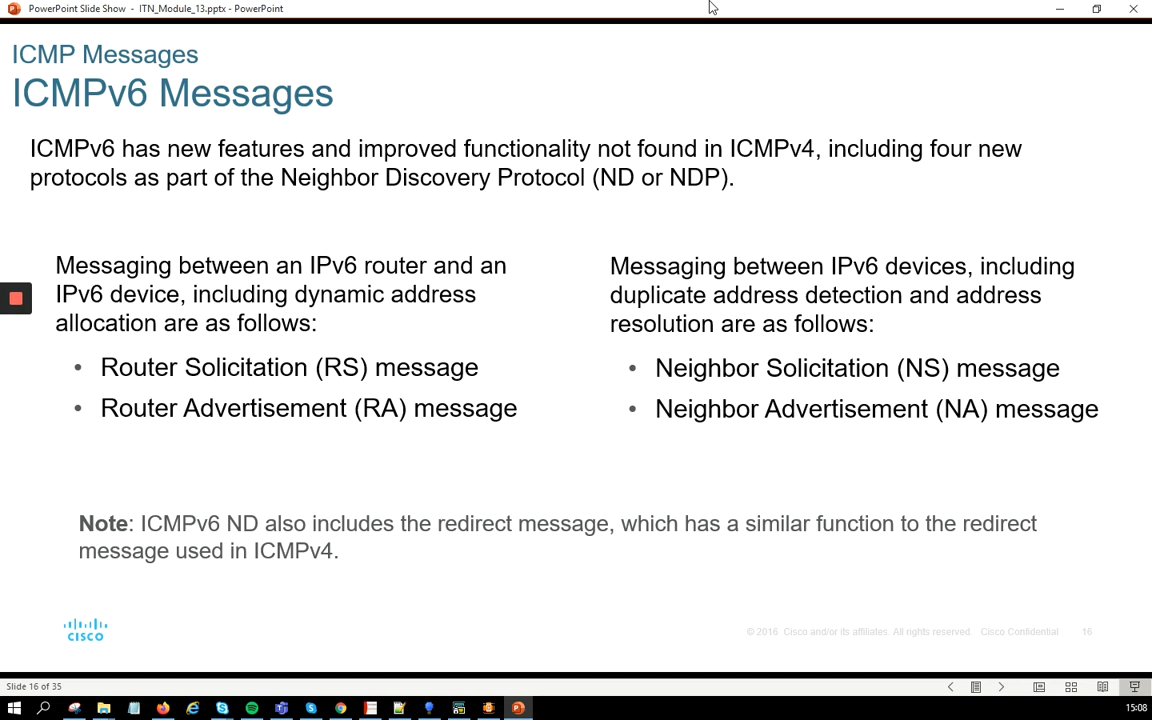 PowerPoint Slide Show - ITN_Module_13.pptx - PowerPoint
ICMP Messages
ICMPv6 Messages
ICMPv6 has new features and improved functionality not found in ICMPv4, including four new
protocols as part of the Neighbor Discovery Protocol (ND or NDP).
Messaging between an IPv6 router and an
IPv6 device, including dynamic address
allocation are as follows:
• Router Solicitation (RS) message
• Router Advertisement (RA) message
Messaging between IPv6 devices, including
duplicate address detection and address
resolution are as follows:
• Neighbor Solicitation (NS) message
• Neighbor Advertisement (NA) message
Note: ICMPv6 ND also includes the redirect message, which has a similar function to the redirect
message used in ICMPv4.
CISCO
© 2016 Cisco and/or its affiliates. All rights reserved. Cisco Confidential 16
Slide 16 of 35
15:08